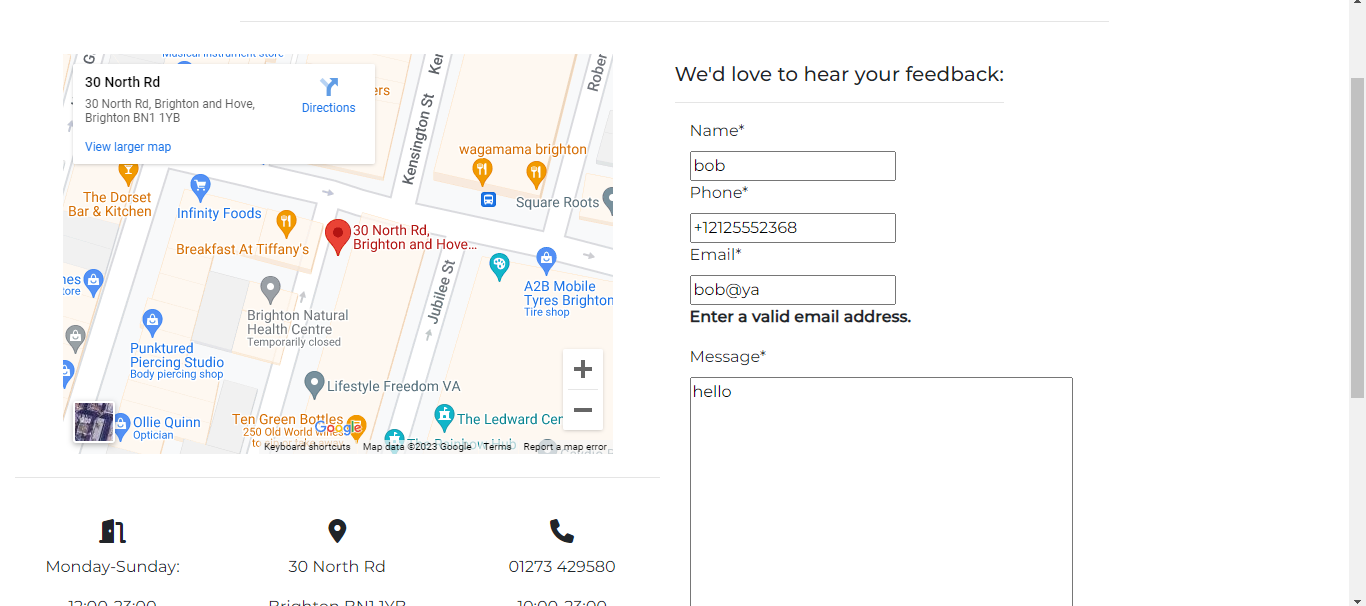 Musical instrument store
30 North Rd
30 North Rd, Brighton and Hove,
Brighton BN1 1YB
Directions
View larger map
Kensington St
wagamama brighton
The Dorset
Bar & Kitchen
Infinity Foods
Square Roots
Breakfast At Tiffany's
30 North Rd,
Brighton and Hove...
Jubilee St
A2B Mobile
Tyres Brighton
Tire shop
Brighton Natural
Health Centre
Temporarily closed
Punktured
Piercing Studio
Body piercing shop
Lifestyle Freedom VA
Ollie Quinn
Optician
Ten Green Bottles
250 Old World wines
The Ledward Cen
Google
Keyboard shortcuts
Map data ©2023 Google
Terms
Report a map error
Monday-Sunday:
12:00-23:00
30 North Rd
Brighton BN1 1YB
01273 429580
10:00-23:00
We'd love to hear your feedback:
Name*
bob
Phone*
+12125552368
Email*
bob@ya
Enter a valid email address.
Message*
hello